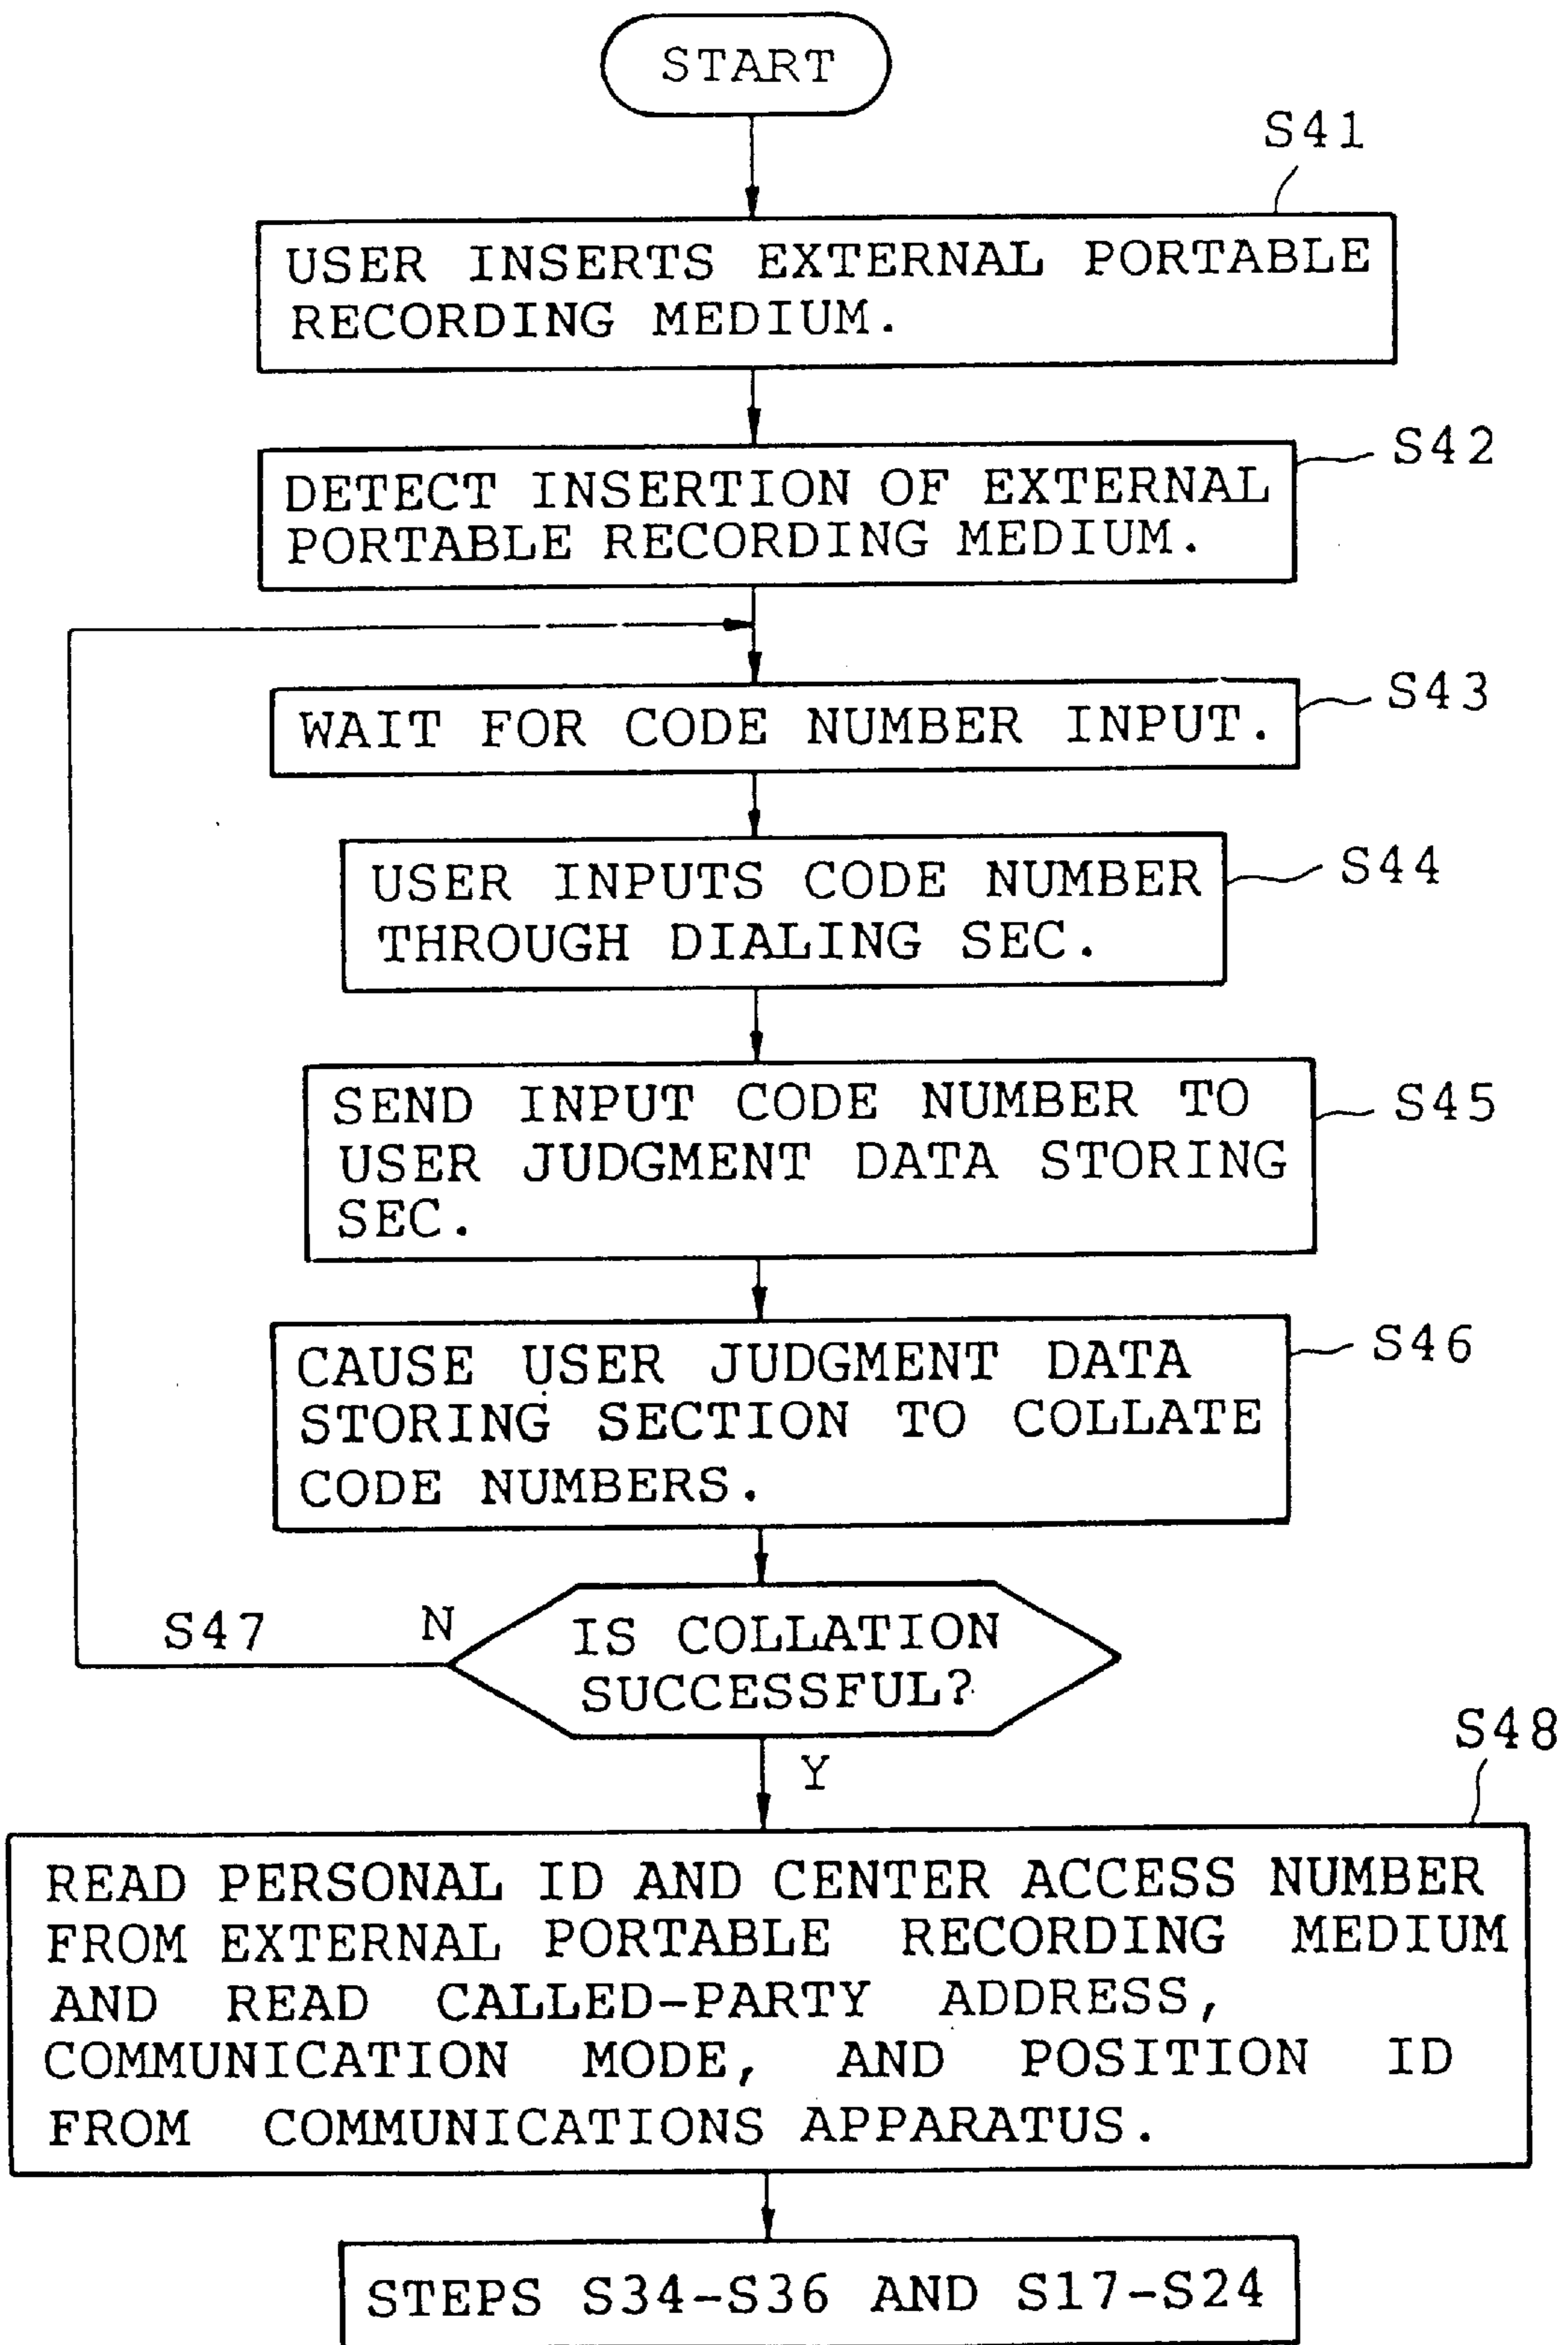 START
S41
USER INSERTS EXTERNAL PORTABLE
RECORDING MEDIUM.
S42
DETECT INSERTION OF EXTERNAL
PORTABLE RECORDING MEDIUM.
S43
WAIT FOR CODE NUMBER INPUT.
S44
USER INPUTS CODE NUMBER
THROUGH DIALING SEC.
S45
SEND INPUT CODE NUMBER TO
USER JUDGMENT DATA STORING
SEC.
S46
CAUSE USER JUDGMENT DATA
STORING SECTION TO COLLATE
CODE NUMBERS.
S47
N
IS COLLATION
SUCCESSFUL?
Y
S48
READ PERSONAL ID AND CENTER ACCESS NUMBER
FROM EXTERNAL PORTABLE RECORDING MEDIUM
AND READ CALLED-PARTY ADDRESS,
COMMUNICATION MODE, AND POSITION ID
FROM COMMUNICATIONS APPARATUS.
STEPS S34-S36 AND S17-S24